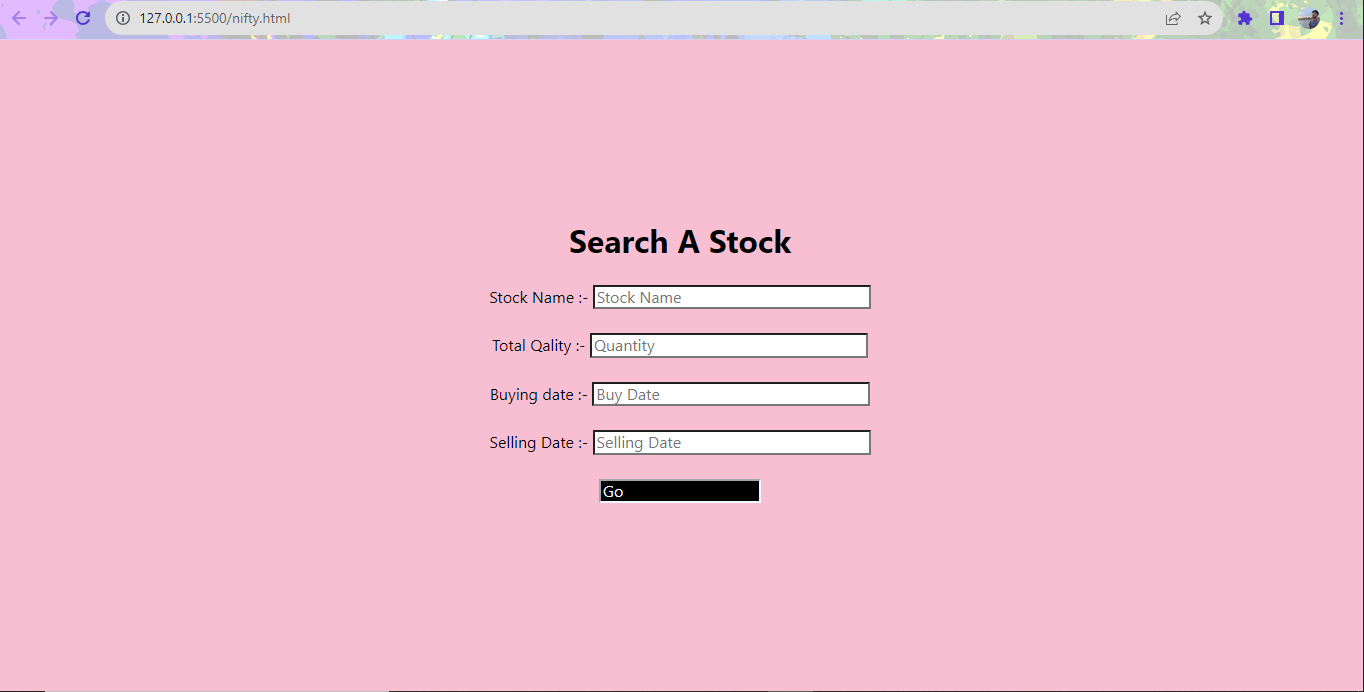 127.0.0.1:5500/nifty.html
Search A Stock
Stock Name :- Stock Name
Total Qality :- Quantity
Buying date :- Buy Date
Selling Date :- Selling Date
Go